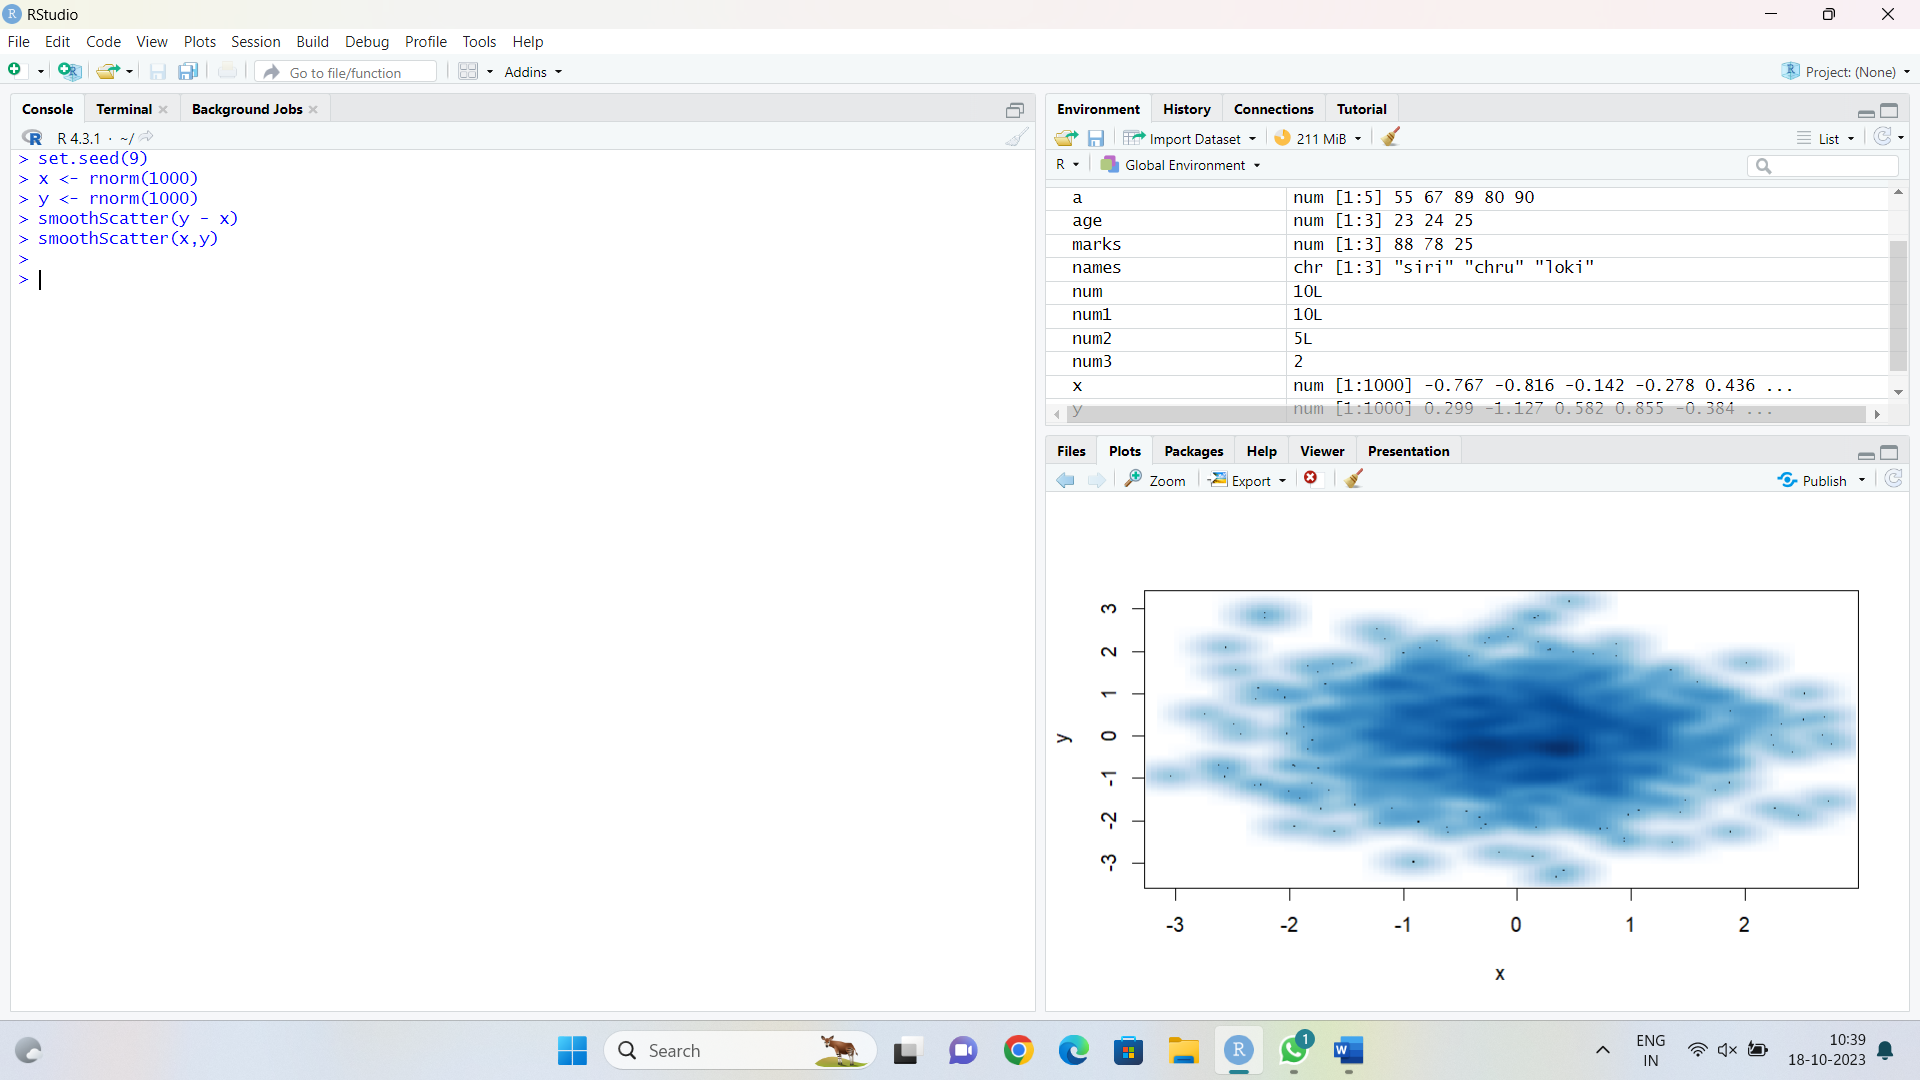 RStudio
File Edit Code View Plots Session Build Debug Profile Tools Help
Go to file/function Addins Project: (None)
Console Terminal Background Jobs
R 4.3.1 · ~/
> set.seed(9)
> x <- rnorm(1000)
> y <- rnorm(1000)
> smoothScatter(y - x)
> smoothScatter(x,y)
>
>
Environment History Connections Tutorial
Import Dataset 211 MiB List
R Global Environment
a num [1:5] 55 67 89 80 90
age num [1:3] 23 24 25
marks num [1:3] 88 78 25
names chr [1:3] "siri" "chru" "loki"
num 10L
num1 10L
num2 5L
num3 2
x num [1:1000] -0.767 -0.816 -0.142 -0.278 0.436 ...
y num [1:1000] 0.299 -1.127 0.582 0.855 -0.384 ...
Files Plots Packages Help Viewer Presentation
Zoom Export Publish
3
2
1
0
-1
-2
-3
y
-3 -2 -1 0 1 2
x
Search
1
ENG
IN
10:39
18-10-2023